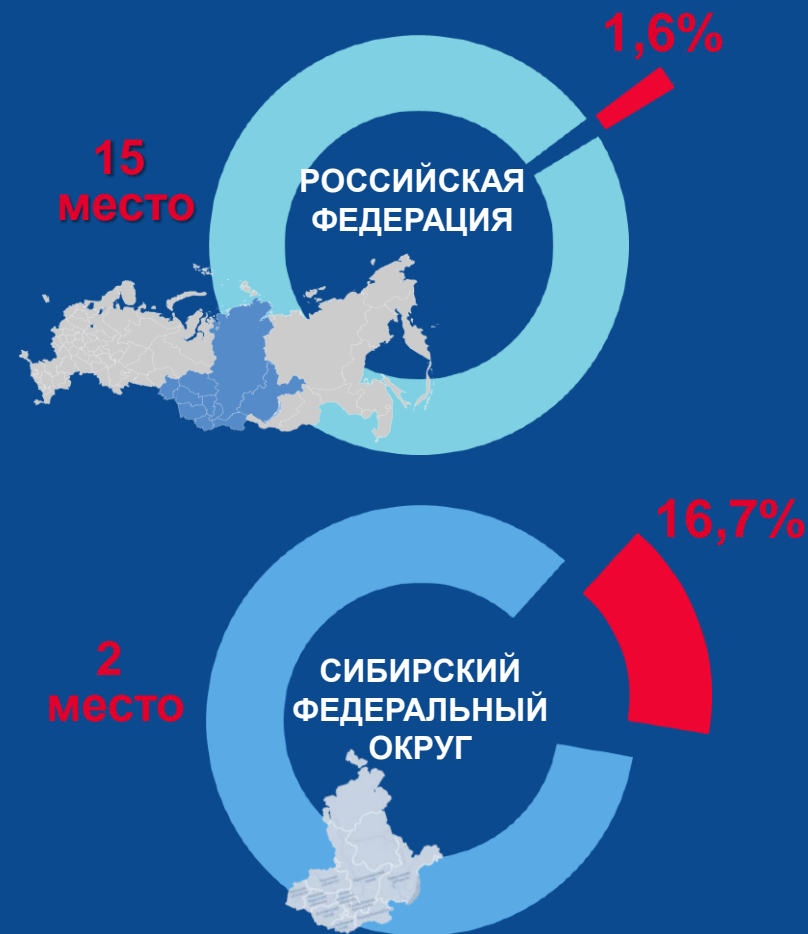 1,6%
15
место
РОССИЙСКАЯ
ФЕДЕРАЦИЯ
16,7%
2
место
СИБИРСКИЙ
ФЕДЕРАЛЬНЫЙ
ОКРУГ